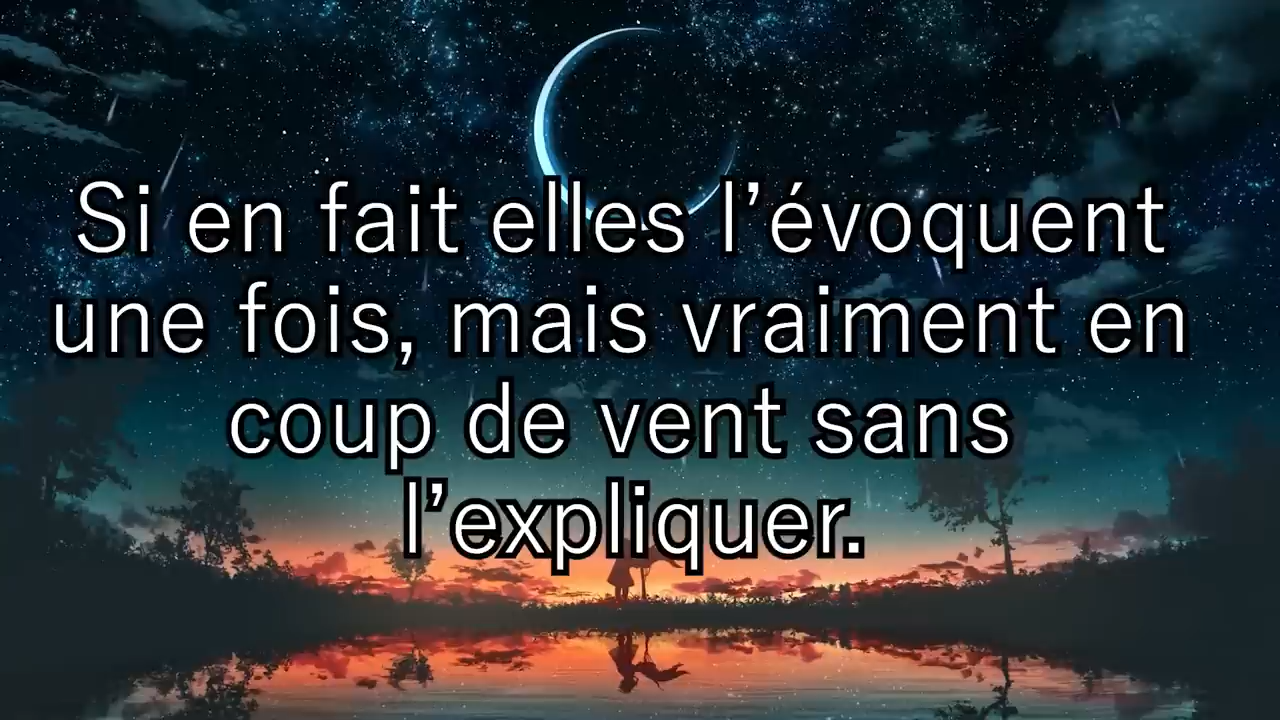 Si en fait elles l’évoquent
une fois, mais vraiment en
coup de vent sans
l’expliquer.